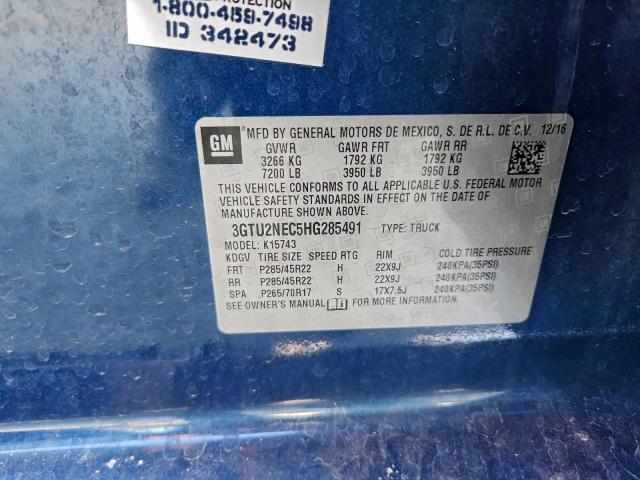 PROTECTION
1-800-459-7498
IID 342473
GM
MFD BY GENERAL MOTORS DE MEXICO, S. DE R.L. DE C.V. 12/16
GVWR GAWR FRT GAWR RR
3266 KG 1792 KG 1792 KG
7200 LB 3950 LB 3950 LB
THIS VEHICLE CONFORMS TO ALL APPLICABLE U.S. FEDERAL MOTOR
VEHICLE SAFETY STANDARDS IN EFFECT ON THE DATE OF
MANUFACTURE SHOWN ABOVE.
3GTU2NEC5HG285491 TYPE: TRUCK
MODEL: K15743
KDGV TIRE SIZE SPEED RTG RIM COLD TIRE PRESSURE
FRT P285/45R22 H 22X9J 240KPA(35PSI)
RR P285/45R22 H 22X9J 240KPA(35PSI)
SPA P265/70R17 S 17X7.5J 240KPA(35PSI)
SEE OWNER'S MANUAL FOR MORE INFORMATION.